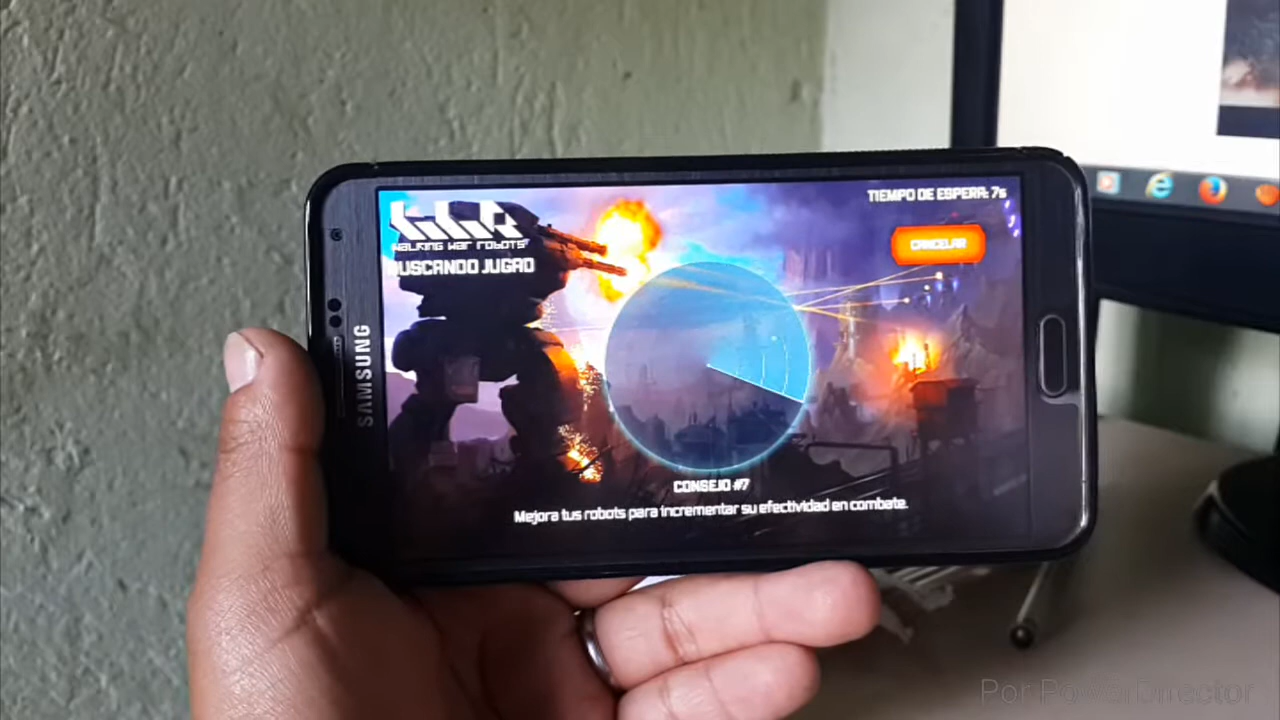 TIEMPO DE ESPERA: 7s
WALKING WAR ROBOTS
BUSCANDO JUGAD
CANCELAR
SAMSUNG
CONSEJO #7
Mejora tus robots para incrementar su efectividad en combate.
Por PowerDirector